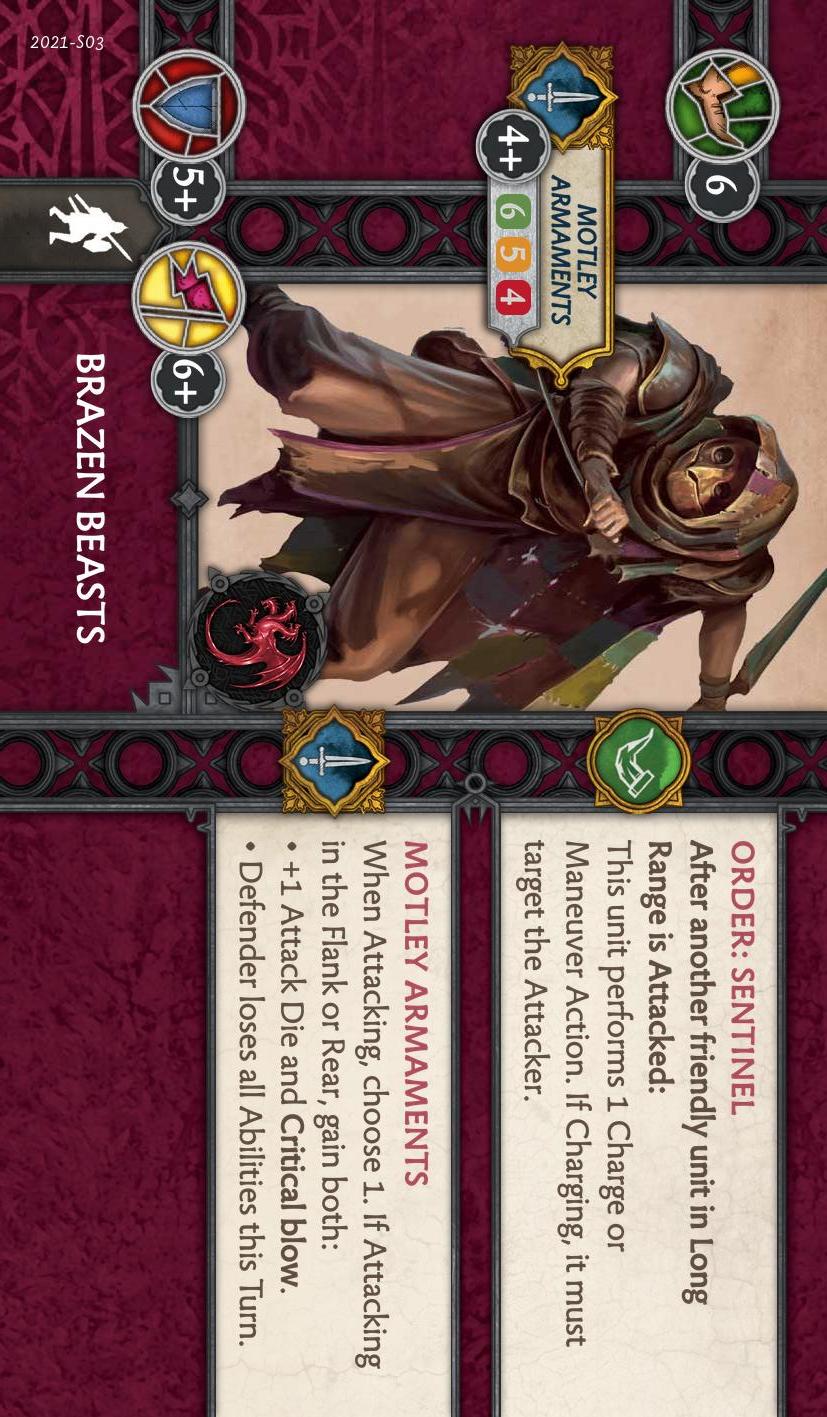 6
MOTLEY
ARMAMENTS
4+
6 5 4
5+
6+
BRAZEN BEASTS
2021-S03
ORDER: SENTINEL
After another friendly unit in Long
Range is Attacked:
This unit performs 1 Charge or
Maneuver Action. If Charging, it must
target the Attacker.
MOTLEY ARMAMENTS
When Attacking, choose 1. If Attacking
in the Flank or Rear, gain both:
• +1 Attack Die and Critical blow.
• Defender loses all Abilities this Turn.